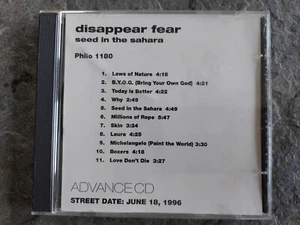 disappear fear
seed in the sahara
Philo 1180
1. Laws of Nature 4:18
2. B.Y.O.G. (Bring Your Own God) 4:21
3. Today is Better 4:22
4. Why 2:49
5. Seed in the Sahara 4:49
6. Millions of Rope 5:47
7. Skin 3:24
8. Laura 4:25
9. Michelangelo (Paint the World) 3:30
10. Boxers 4:18
11. Love Don't Die 3:27
ADVANCE CD
STREET DATE: JUNE 18, 1996